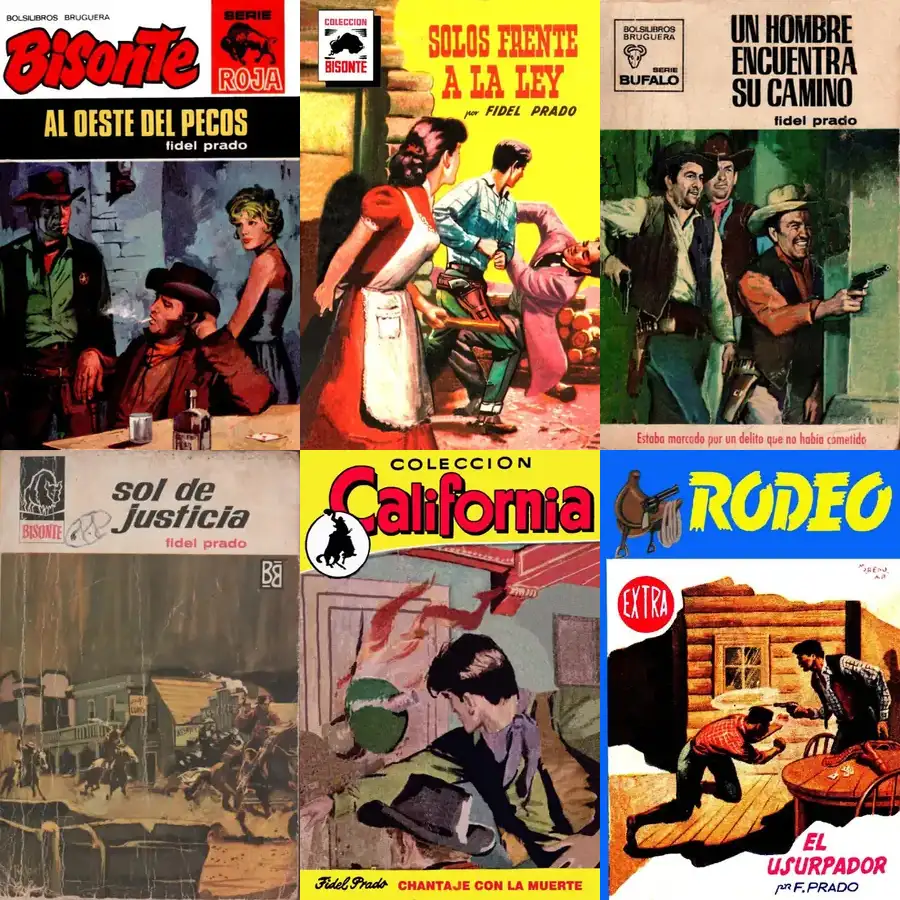 BOLSILIBROS BRUGUERA
Bisonte
SERIE
ROJA
AL OESTE DEL PECOS
fidel prado
COLECCION
BISONTE
SOLOS FRENTE
A LA LEY
por FIDEL PRADO
BOLSILIBROS
BRUGUERA
SERIE
BUFALO
UN HOMBRE
ENCUENTRA
SU CAMINO
fidel prado
Estaba marcado por un delito que no había cometido
BISONTE
sol de
justicia
fidel prado
BB
COLECCION
California
Fidel Prado CHANTAJE CON LA MUERTE
RODEO
EXTRA
EL
USURPADOR
por F. PRADO